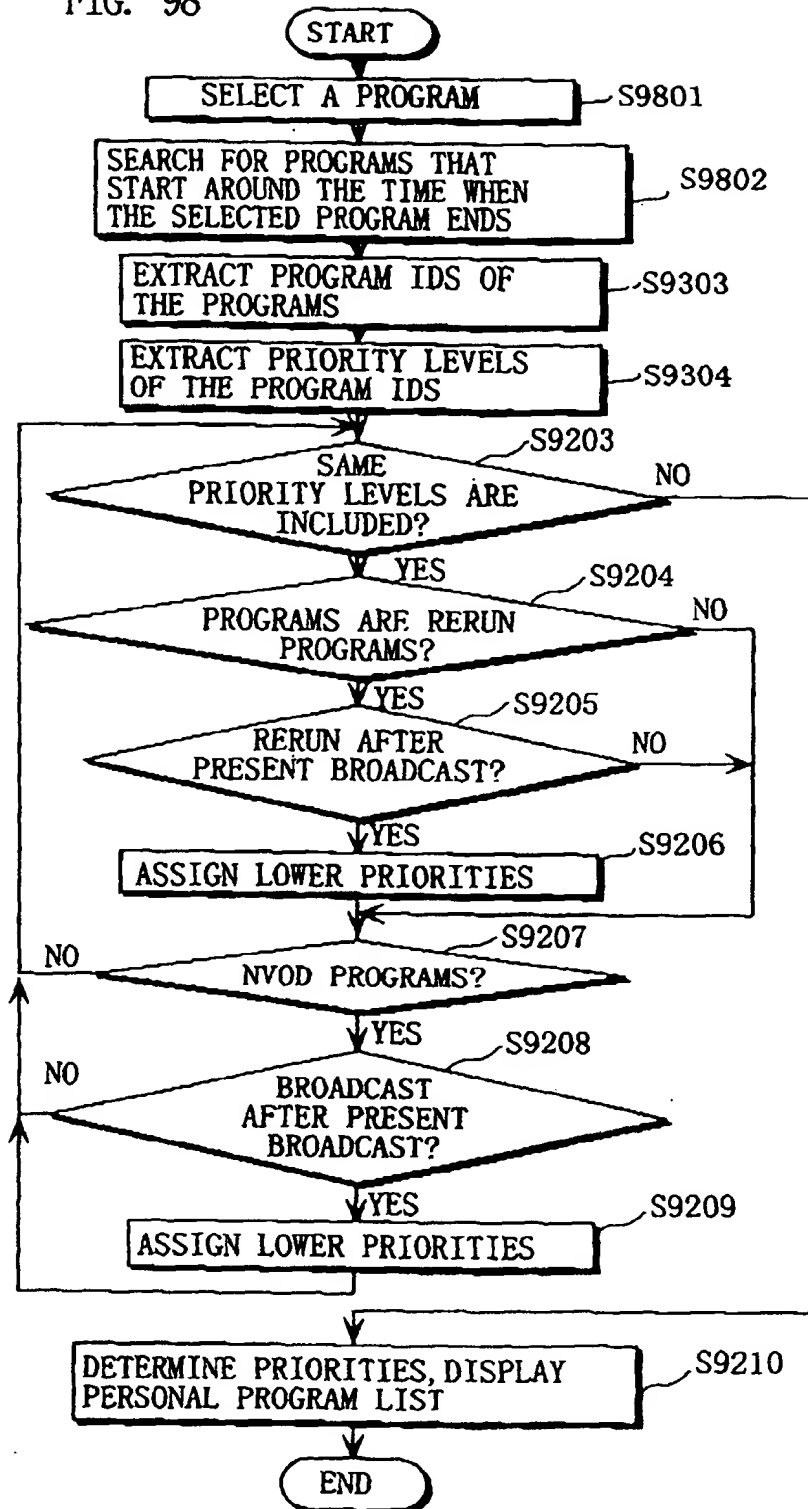 FIG. 98
START
SELECT A PROGRAM
S9801
SEARCH FOR PROGRAMS THAT
START AROUND THE TIME WHEN
THE SELECTED PROGRAM ENDS
S9802
EXTRACT PROGRAM IDS OF
THE PROGRAMS
S9303
EXTRACT PRIORITY LEVELS
OF THE PROGRAM IDS
S9304
S9203
SAME
PRIORITY LEVELS ARE
INCLUDED?
NO
YES
S9204
PROGRAMS ARE RERUN
PROGRAMS?
NO
YES
S9205
RERUN AFTER
PRESENT BROADCAST?
NO
YES
S9206
ASSIGN LOWER PRIORITIES
S9207
NO
NVOD PROGRAMS?
YES
S9208
NO
BROADCAST
AFTER PRESENT
BROADCAST?
YES
S9209
ASSIGN LOWER PRIORITIES
DETERMINE PRIORITIES, DISPLAY
PERSONAL PROGRAM LIST
S9210
END